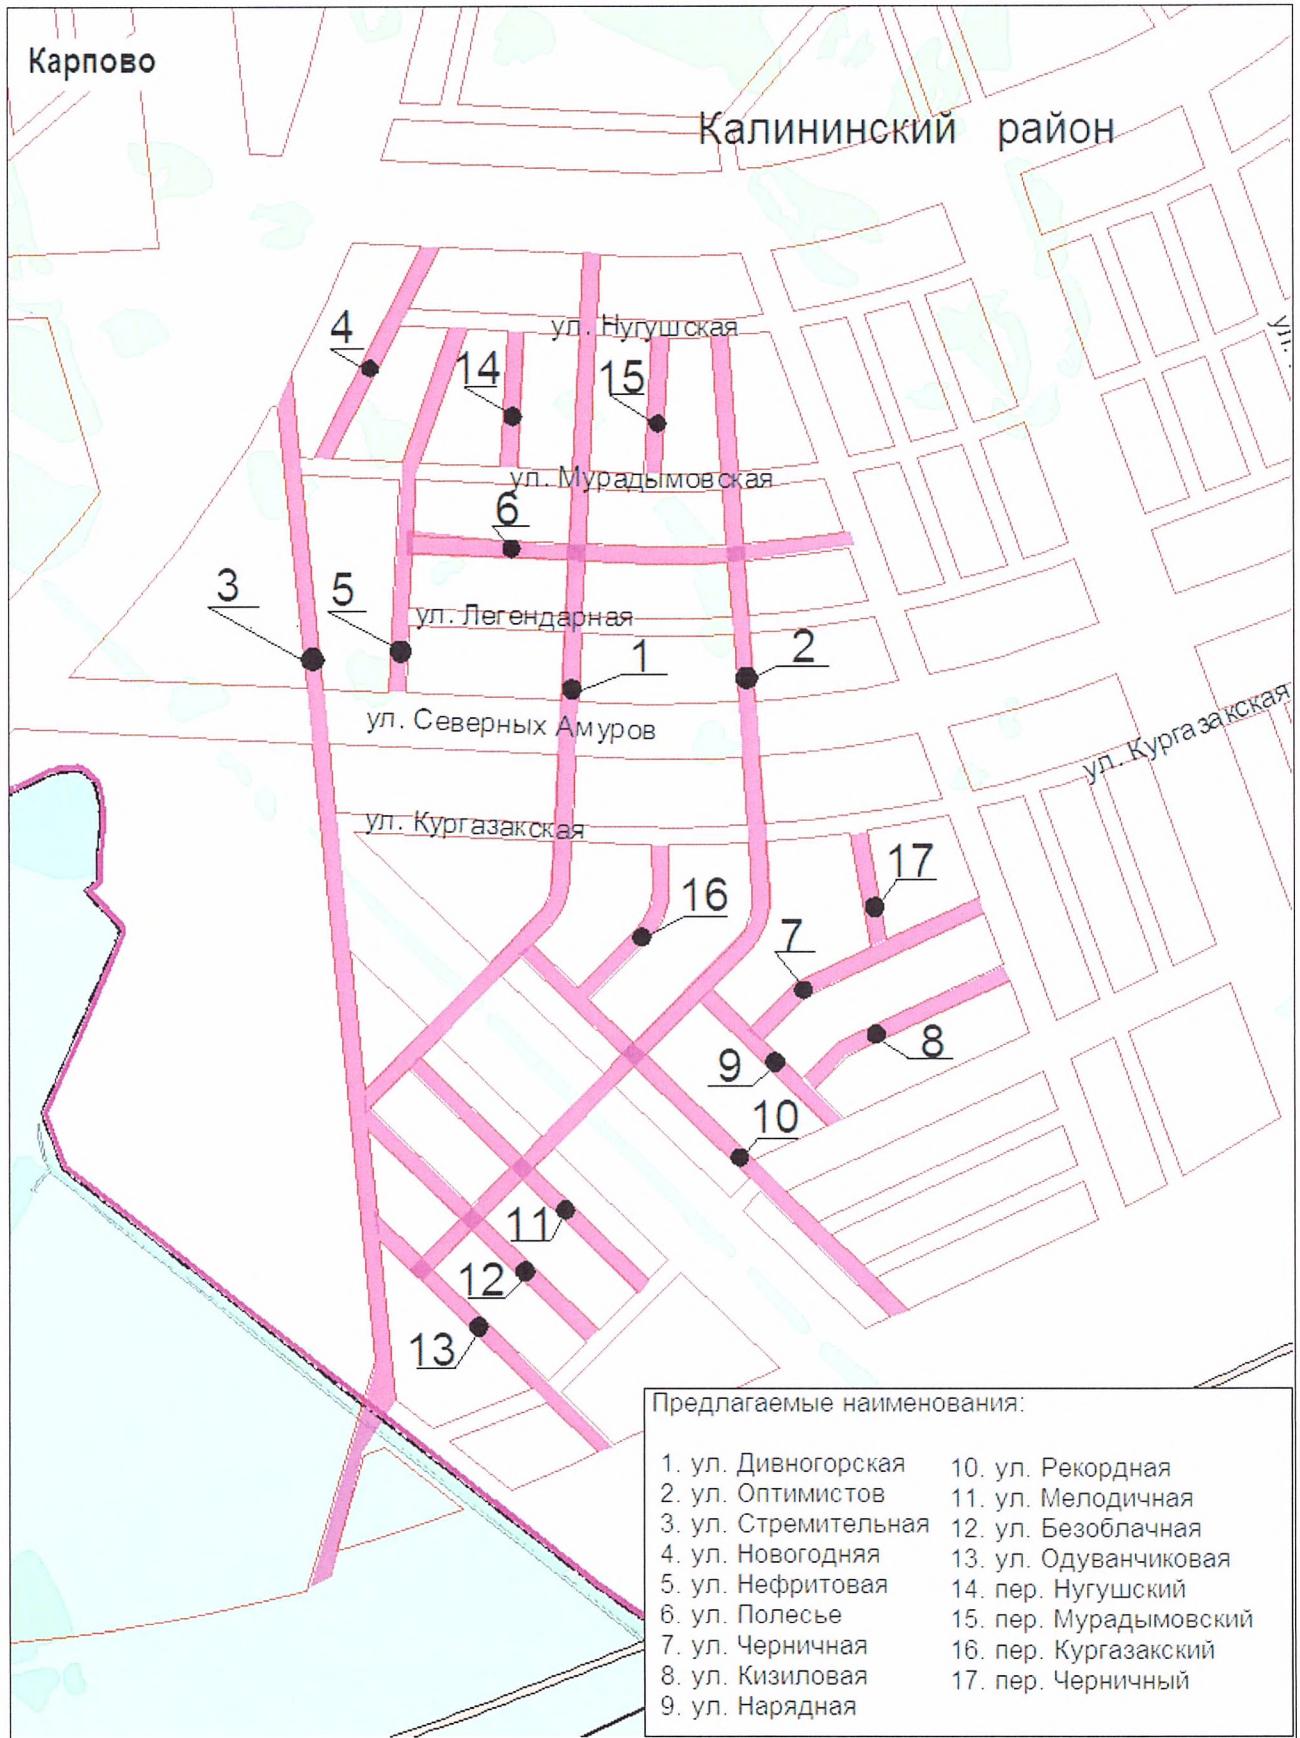 Карпово
Калининский район
ул. Нугушская
4
14
15
ул.
ул. Мурадымовская
6
3
5
ул. Легендарная
1
2
ул. Северных Амуров
ул. Кургазакская
ул. Кургазакская
17
16
7
8
9
10
11
12
13
Предлагаемые наименования:
1. ул. Дивногорская
2. ул. Оптимистов
3. ул. Стремительная
4. ул. Новогодняя
5. ул. Нефритовая
6. ул. Полесье
7. ул. Черничная
8. ул. Кизиловая
9. ул. Нарядная
10. ул. Рекордная
11. ул. Мелодичная
12. ул. Безоблачная
13. ул. Одуванчиковая
14. пер. Нугушский
15. пер. Мурадымовский
16. пер. Кургазакский
17. пер. Черничный